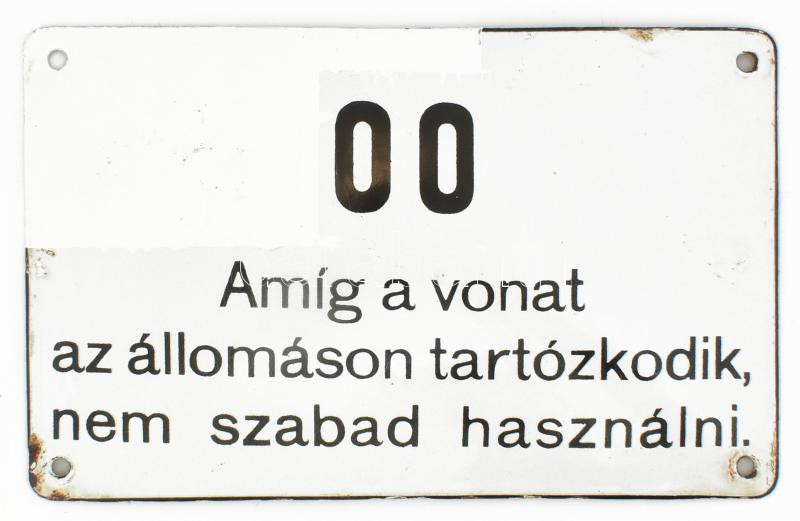 00
Amíg a vonat
az állomáson tartózkodik,
nem szabad használni.